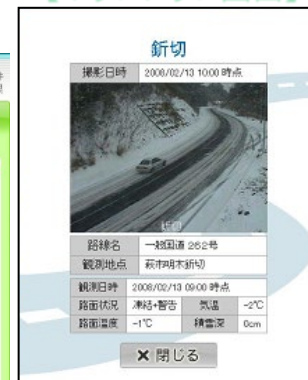 釿切
撮影日時 2008/02/13 10:00 時点
釿切
路線名 一般国道 262号
観測地点 萩市明木釿切
観測日時 2008/02/13 09:00 時点
路面状況 凍結+警告 気温 -2℃
路面温度 -1℃ 積雪深 0cm
✕ 閉じる